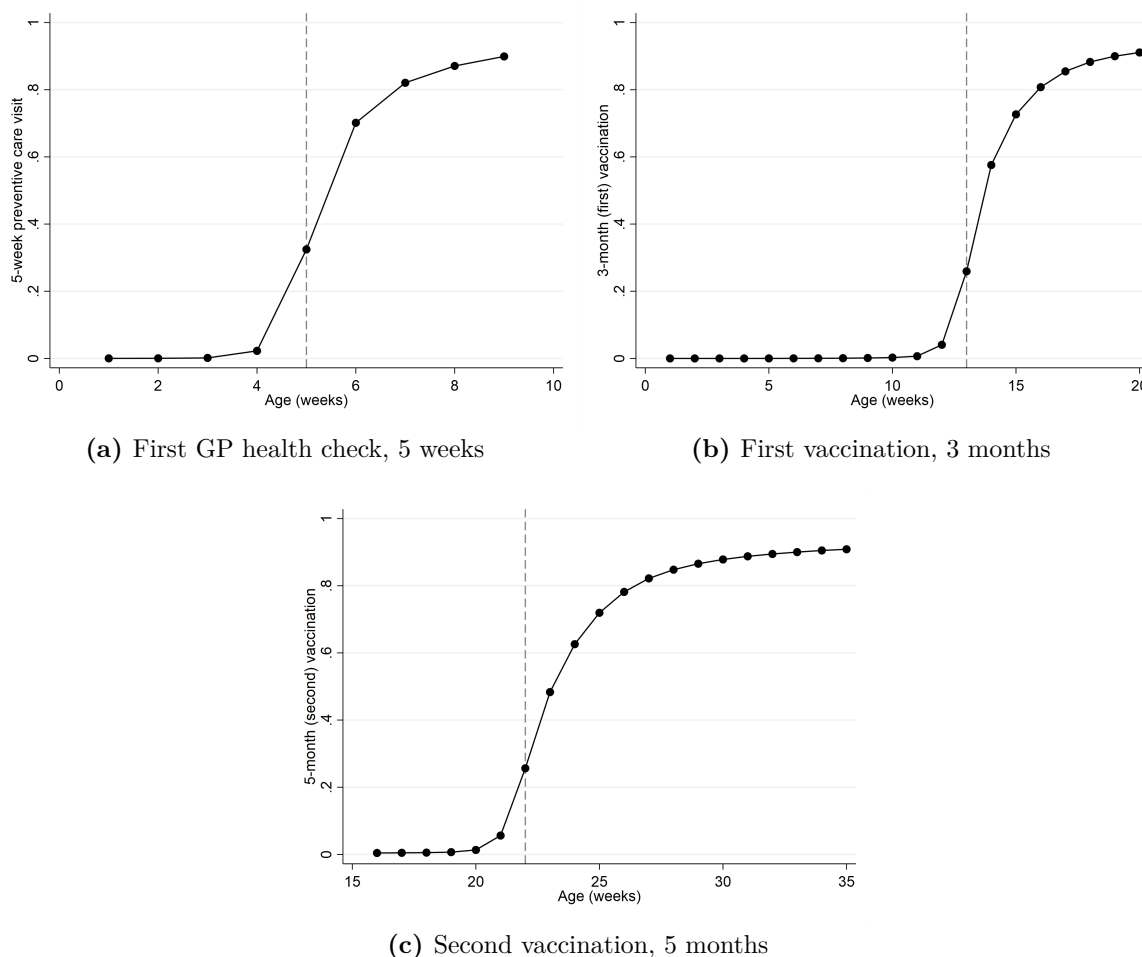 5-week preventive care visit
0 .2 .4 .6 .8 1
0 2 4 6 8 10
Age (weeks)
(a) First GP health check, 5 weeks
3-month (first) vaccination
0 .2 .4 .6 .8 1
0 5 10 15 20
Age (weeks)
(b) First vaccination, 3 months
5-month (second) vaccination
0 .2 .4 .6 .8 1
15 20 25 30 35
Age (weeks)
(c) Second vaccination, 5 months